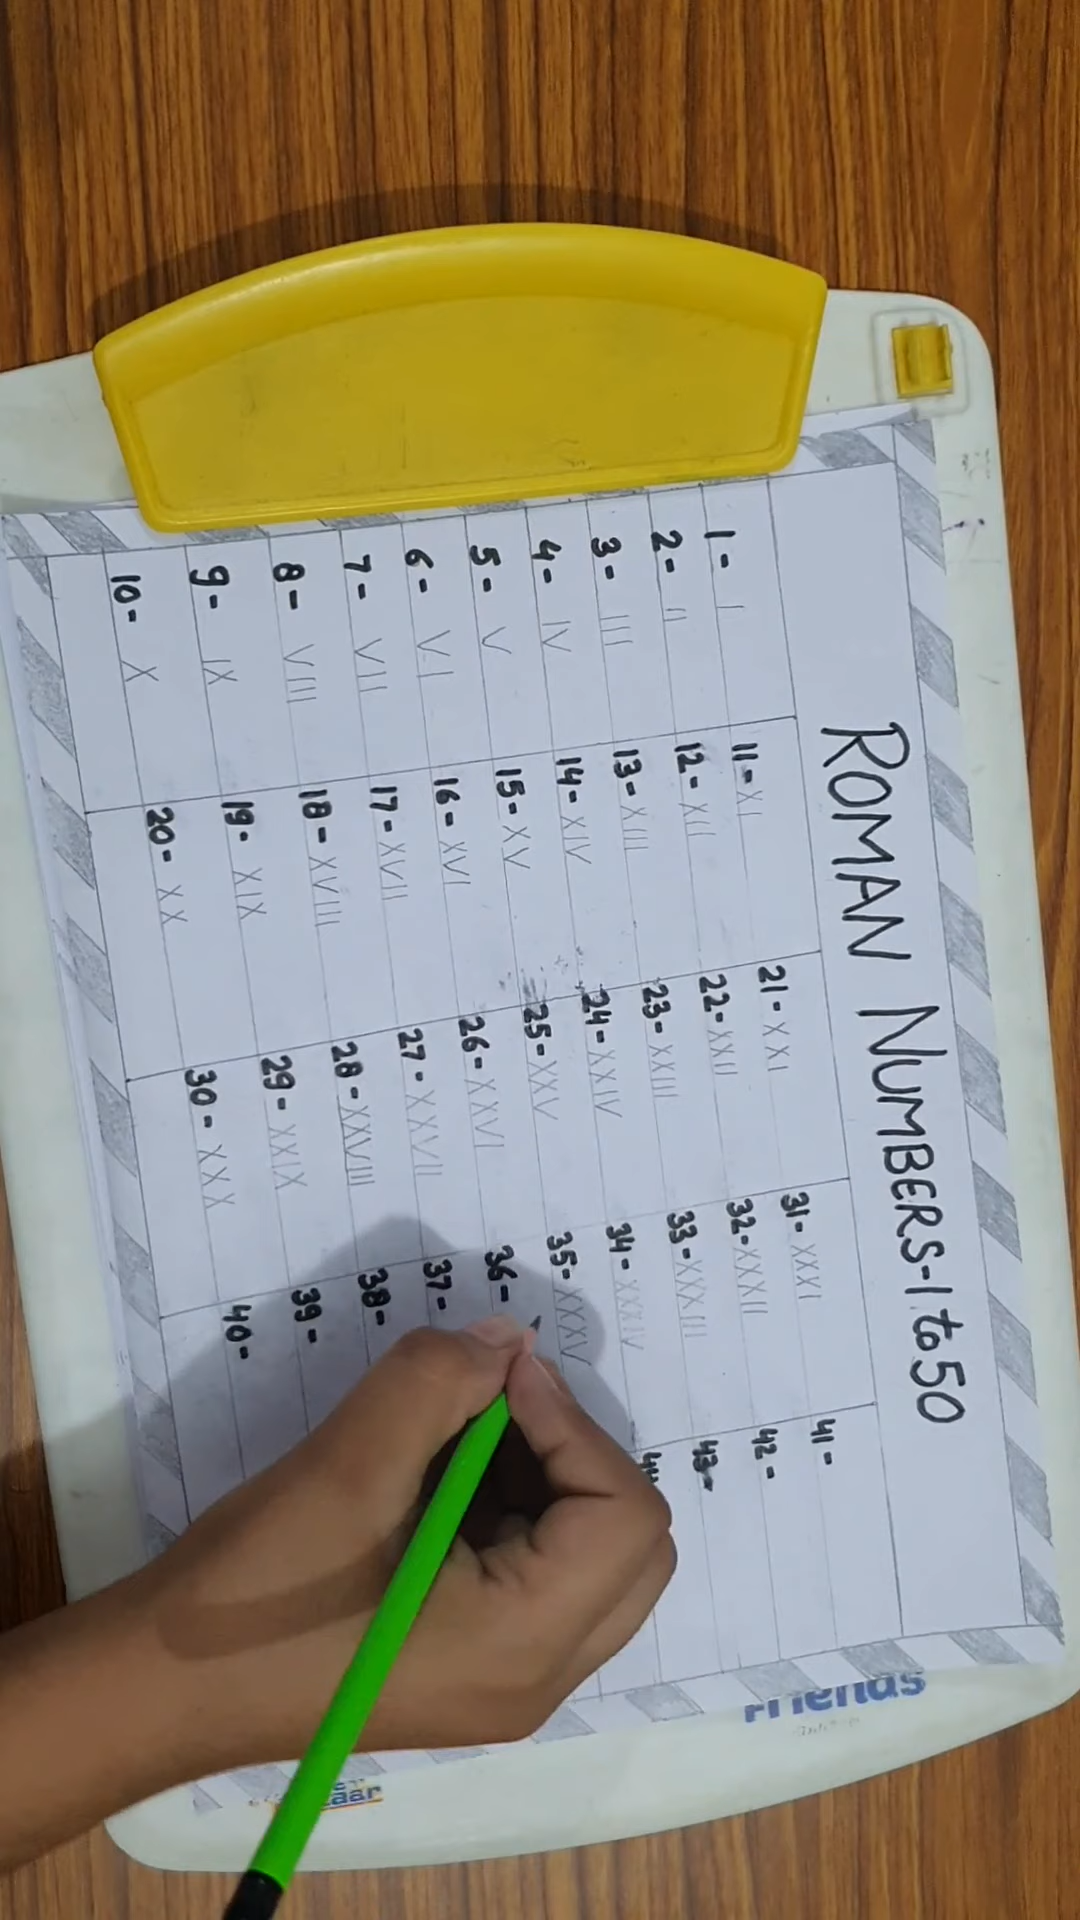 ROMAN NUMBERS-1 to 50
1- I
2- II
3- III
4- IV
5- V
6- VI
7- VII
8- VIII
9- IX
10- X
11- XI
12- XII
13- XIII
14- XIV
15- XV
16- XVI
17- XVII
18- XVIII
19- XIX
20- XX
21- XXI
22- XXII
23- XXIII
24- XXIV
25- XXV
26- XXVI
27- XXVII
28- XXVIII
29- XXIX
30- XXX
31- XXXI
32- XXXII
33- XXXIII
34- XXXIV
35- XXXV
36-
37-
38-
39-
40-
41-
42-
43-
Friends